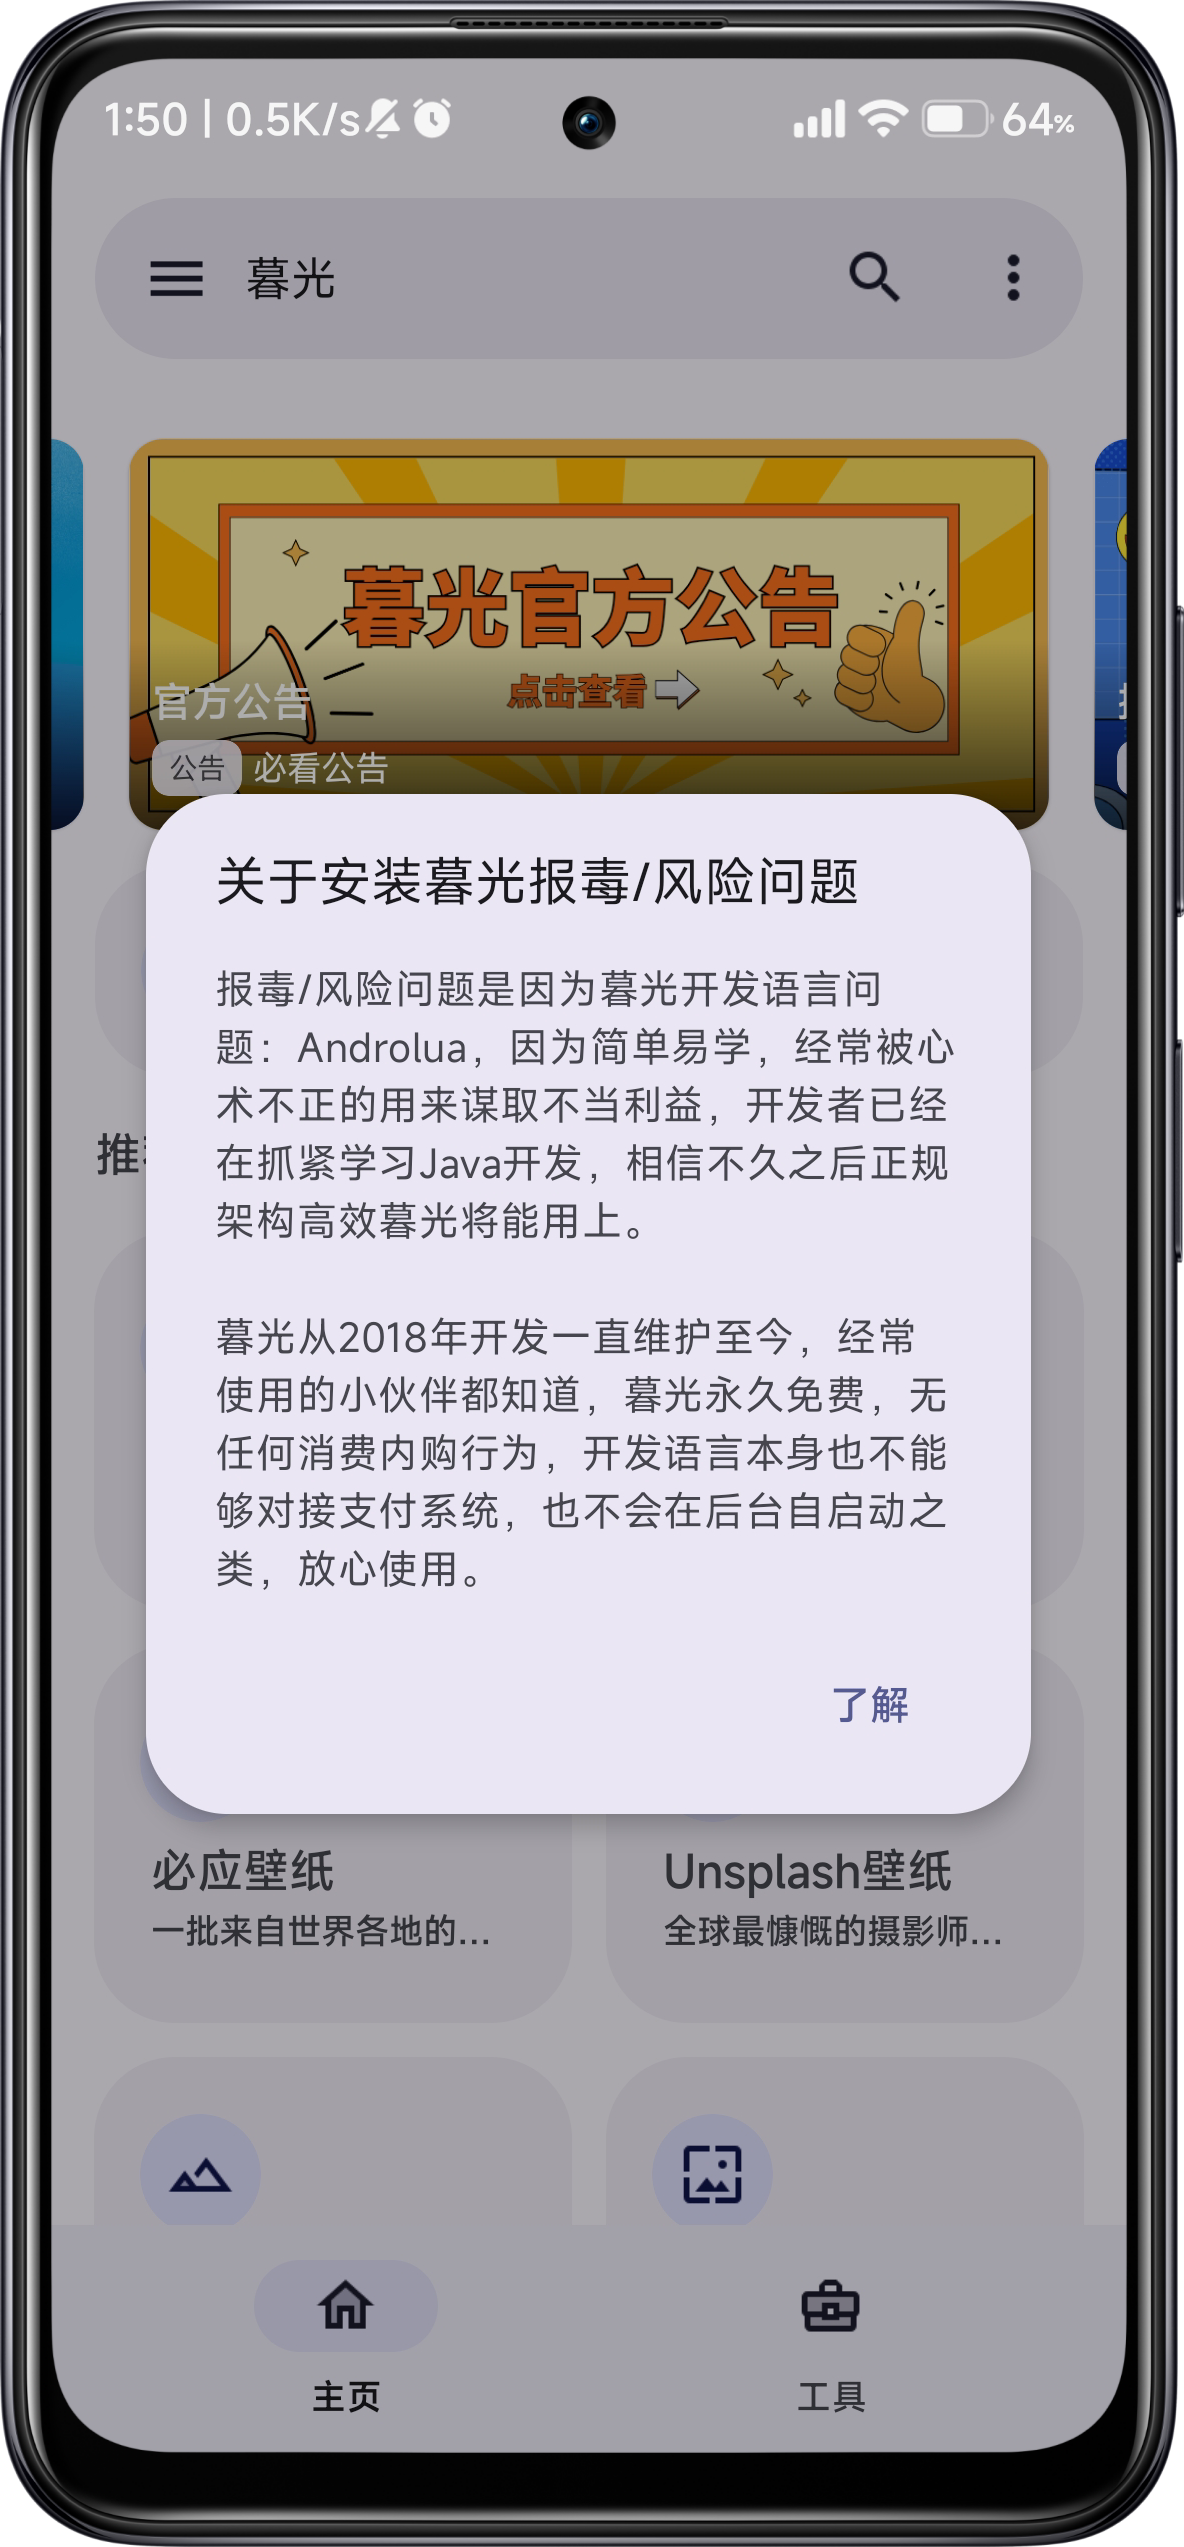 1:50 | 0.5K/s
64%
暮光
暮光官方公告
点击查看
官方公告
公告 必看公告
关于安装暮光报毒/风险问题
报毒/风险问题是因为暮光开发语言问
题：Androlua，因为简单易学，经常被心
术不正的用来谋取不当利益，开发者已经
在抓紧学习Java开发，相信不久之后正规
架构高效暮光将能用上。
暮光从2018年开发一直维护至今，经常
使用的小伙伴都知道，暮光永久免费，无
任何消费内购行为，开发语言本身也不能
够对接支付系统，也不会在后台自启动之
类，放心使用。
了解
推
必应壁纸
一批来自世界各地的...
Unsplash壁纸
全球最慷慨的摄影师...
主页
工具